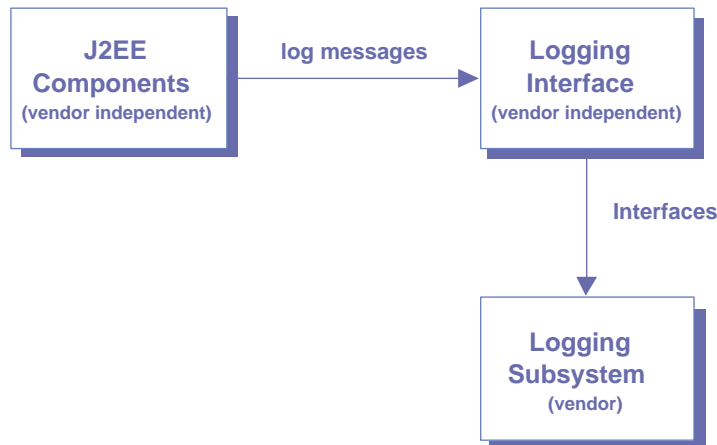 J2EE
Components
(vendor independent)
log messages
Logging
Interface
(vendor independent)
Interfaces
Logging
Subsystem
(vendor)